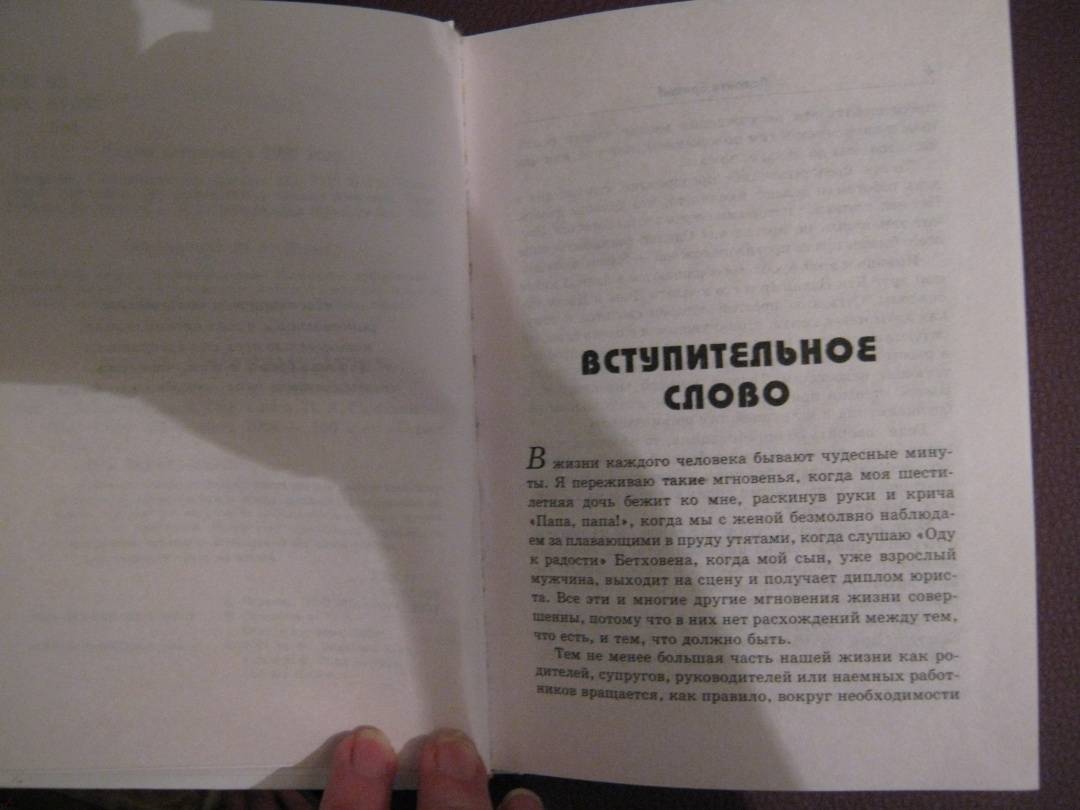 ВСТУПИТЕЛЬНОЕ
СЛОВО
В жизни каждого человека бывают чудесные мину-
ты. Я переживаю такие мгновенья, когда моя шести-
летняя дочь бежит ко мне, раскинув руки и крича
«Папа, папа!», когда мы с женой безмолвно наблюда-
ем за плавающими в пруду утятами, когда слушаю «Оду
к радости» Бетховена, когда мой сын, уже взрослый
мужчина, выходит на сцену и получает диплом юрис-
та. Все эти и многие другие мгновения жизни совер-
шенны, потому что в них нет расхождений между тем,
что есть, и тем, что должно быть.
Тем не менее большая часть нашей жизни как ро-
дителей, супругов, руководителей или наемных работ-
ников вращается, как правило, вокруг необходимости